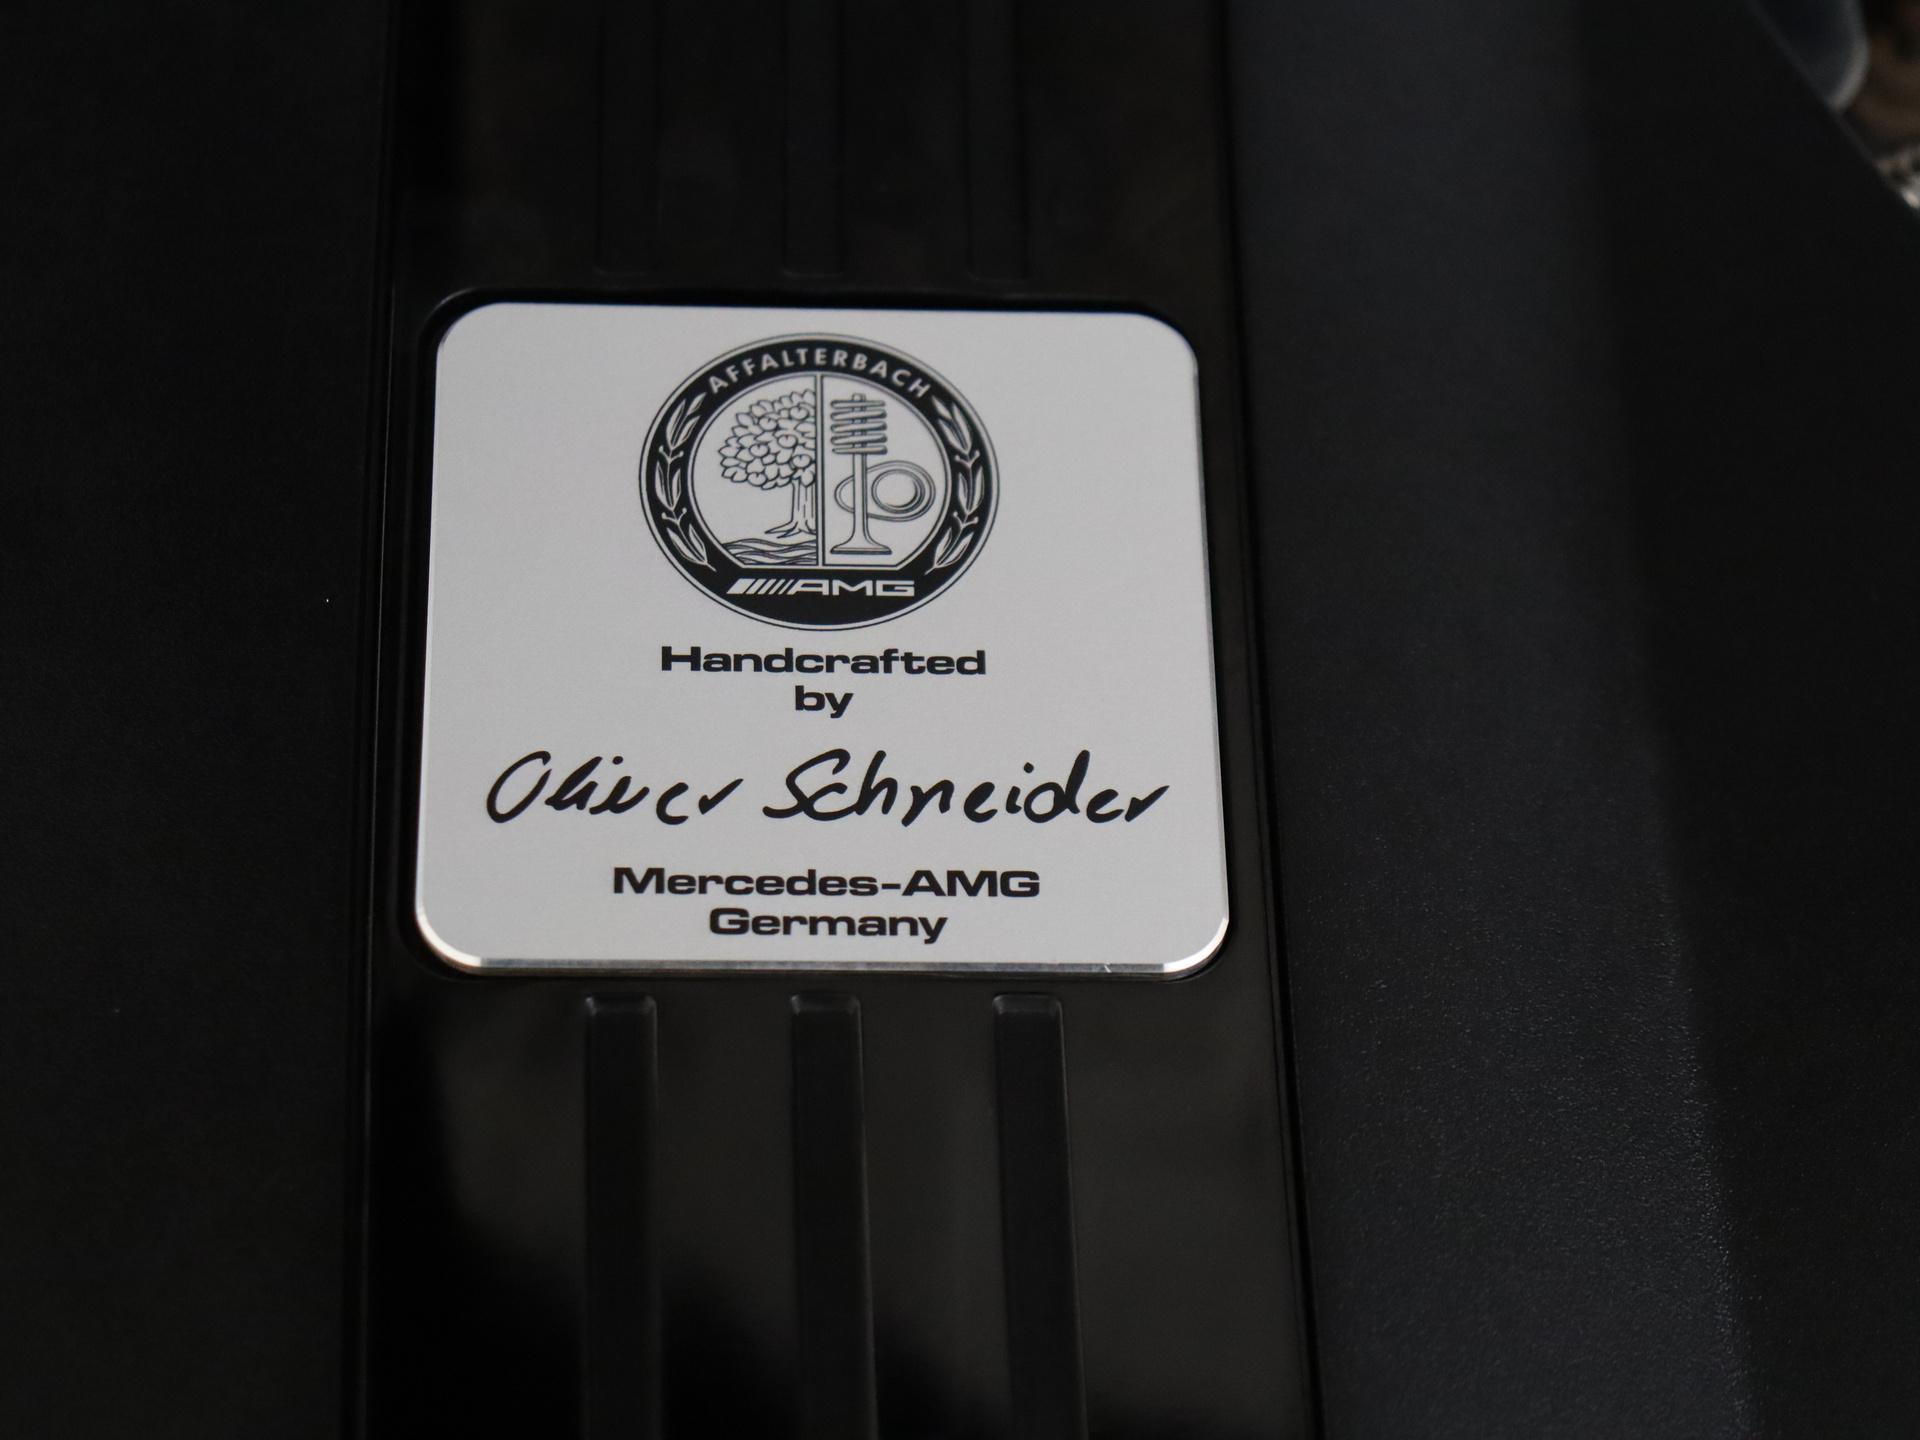 AFFALTERBACH
AMG
Handcrafted
by
Oliver Schneider
Mercedes-AMG
Germany